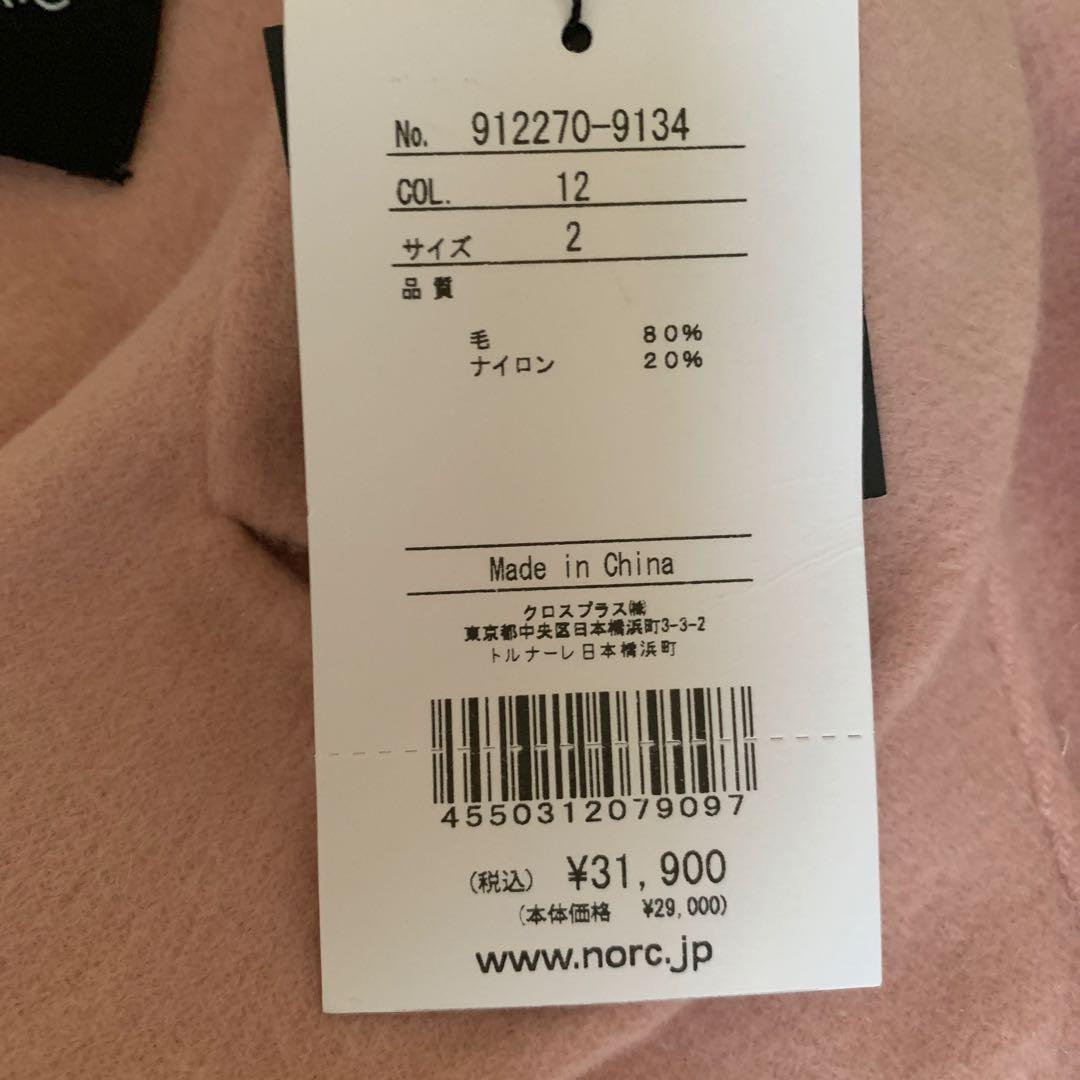 No. 912270-9134
COL. 12
サイズ 2
品質
毛 80%
ナイロン 20%
Made in China
クロスプラス㈱
東京都中央区日本橋浜町3-3-2
トルナーレ日本橋浜町
4550312079097
(税込) ¥31,900
(本体価格 ¥29,000)
www.norc.jp